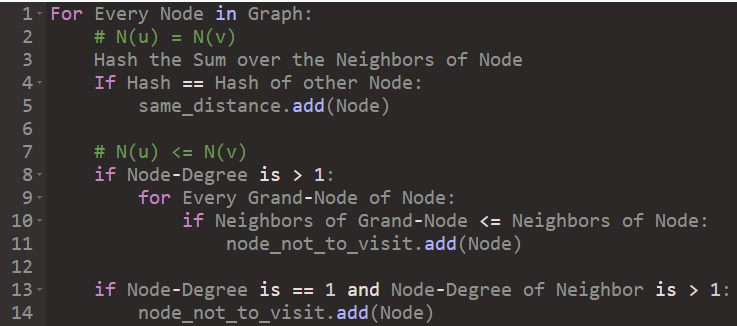 1 For Every Node in Graph:
2     # N(u) = N(v)
3     Hash the Sum over the Neighbors of Node
4     If Hash == Hash of other Node:
5         same_distance.add(Node)
6
7     # N(u) <= N(v)
8     if Node-Degree is > 1:
9         for Every Grand-Node of Node:
10             if Neighbors of Grand-Node <= Neighbors of Node:
11                 node_not_to_visit.add(Node)
12
13     if Node-Degree is == 1 and Node-Degree of Neighbor is > 1:
14         node_not_to_visit.add(Node)